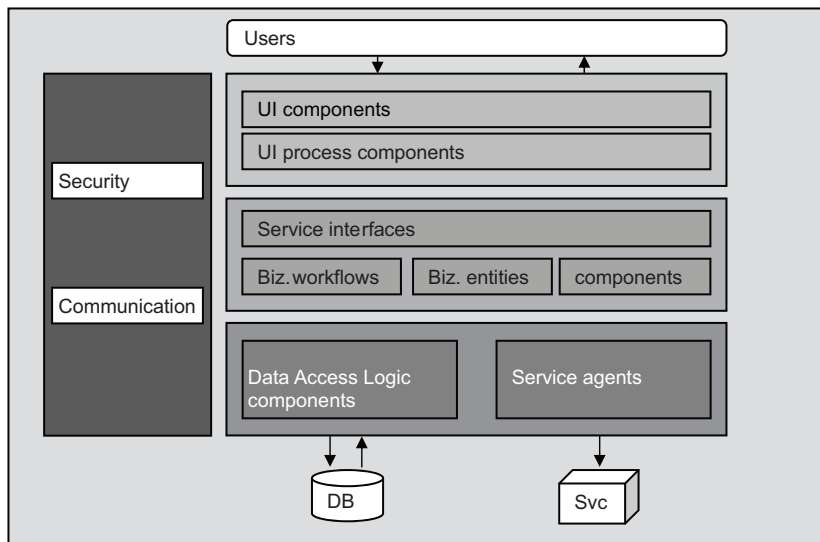 Users
UI components
UI process components
Security
Service interfaces
Biz.workflows
Biz. entities
components
Communication
Data Access Logic
components
Service agents
DB
Svc